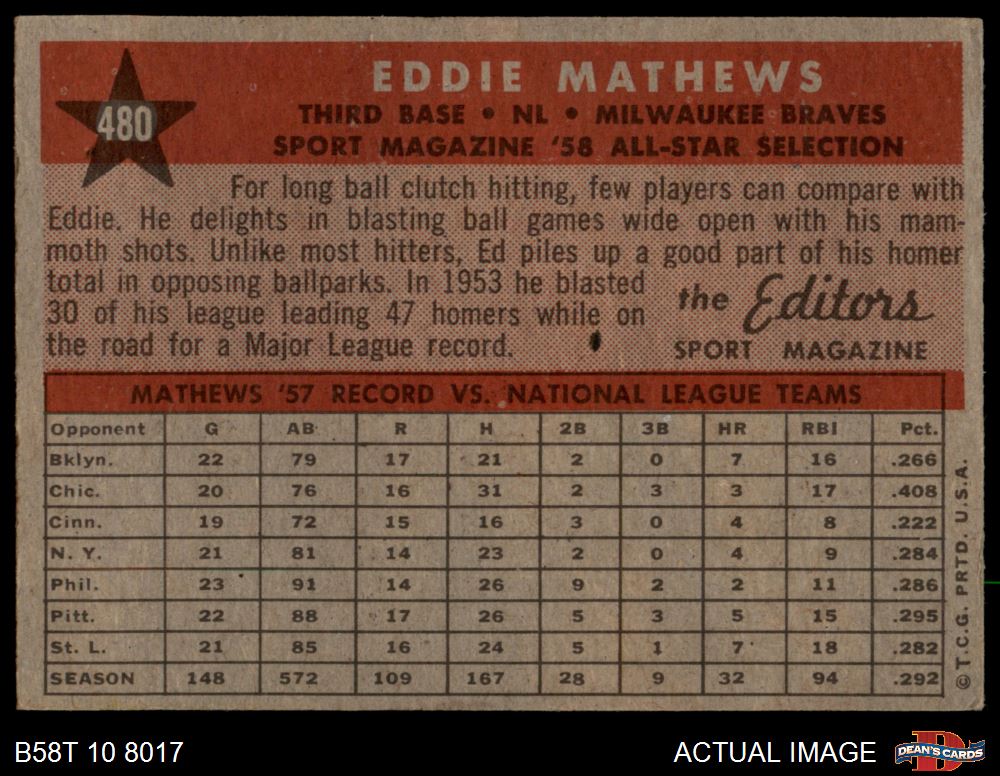 480
EDDIE MATHEWS
THIRD BASE • NL • MILWAUKEE BRAVES
SPORT MAGAZINE '58 ALL-STAR SELECTION
For long ball clutch hitting, few players can compare with
Eddie. He delights in blasting ball games wide open with his mam-
moth shots. Unlike most hitters, Ed piles up a good part of his homer
total in opposing ballparks. In 1953 he blasted
30 of his league leading 47 homers while on
the road for a Major League record.
the Editors
SPORT MAGAZINE
MATHEWS '57 RECORD VS. NATIONAL LEAGUE TEAMS
Opponent G AB R H 2B 3B HR RBI Pct.
Bklyn. 22 79 17 21 2 0 7 16 .266
Chic. 20 76 16 31 2 3 3 17 .408
Cinn. 19 72 15 16 3 0 4 8 .222
N. Y. 21 81 14 23 2 0 4 9 .284
Phil. 23 91 14 26 9 2 2 11 .286
Pitt. 22 88 17 26 5 3 5 15 .295
St. L. 21 85 16 24 5 1 7 18 .282
SEASON 148 572 109 167 28 9 32 94 .292
©T.C.G. PRTD. U.S.A.
B58T 10 8017
ACTUAL IMAGE
DEAN'S CARDS